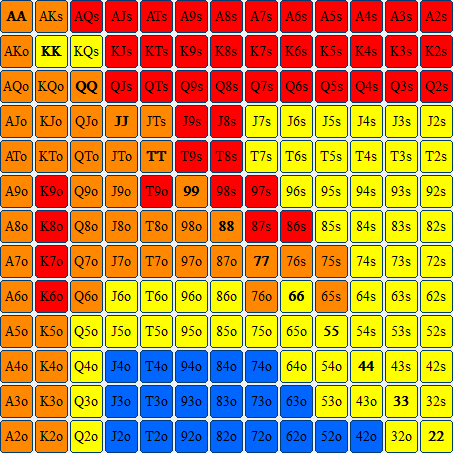 AA AKs AQs AJs ATs A9s A8s A7s A6s A5s A4s A3s A2s
AKo KK KQs KJs KTs K9s K8s K7s K6s K5s K4s K3s K2s
AQo KQo QQ QJs QTs Q9s Q8s Q7s Q6s Q5s Q4s Q3s Q2s
AJo KJo QJo JJ JTs J9s J8s J7s J6s J5s J4s J3s J2s
ATo KTo QTo JTo TT T9s T8s T7s T6s T5s T4s T3s T2s
A9o K9o Q9o J9o T9o 99 98s 97s 96s 95s 94s 93s 92s
A8o K8o Q8o J8o T8o 98o 88 87s 86s 85s 84s 83s 82s
A7o K7o Q7o J7o T7o 97o 87o 77 76s 75s 74s 73s 72s
A6o K6o Q6o J6o T6o 96o 86o 76o 66 65s 64s 63s 62s
A5o K5o Q5o J5o T5o 95o 85o 75o 65o 55 54s 53s 52s
A4o K4o Q4o J4o T4o 94o 84o 74o 64o 54o 44 43s 42s
A3o K3o Q3o J3o T3o 93o 83o 73o 63o 53o 43o 33 32s
A2o K2o Q2o J2o T2o 92o 82o 72o 62o 52o 42o 32o 22